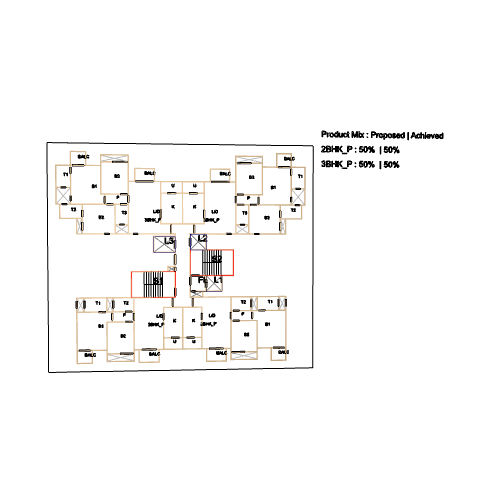 Product Mix : Proposed | Achieved
2BHK_P : 50% | 50%
3BHK_P : 50% | 50%
BALC BALC
T1 B3 BALC BALC B3 T1
B1 U U B1
P K K P
T2 B2 T3 L/D L/D T3 B2 T2
3BHK_P 3BHK_P
L3 L2
S2
S1 F L1
T1 T2 T2 T1
P L/D L/D P
B1 K K B1
2BHK_P 2BHK_P
B2 B2
U U
BALC BALC BALC BALC